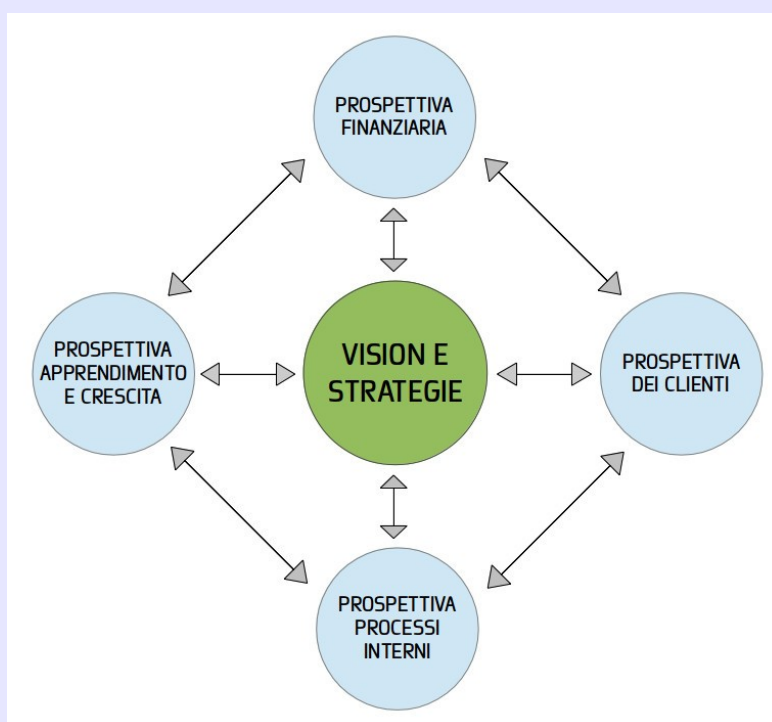 PROSPETTIVA
FINANZIARIA
PROSPETTIVA
APPRENDIMENTO
E CRESCITA
VISION E
STRATEGIE
PROSPETTIVA
DEI CLIENTI
PROSPETTIVA
PROCESSI
INTERNI